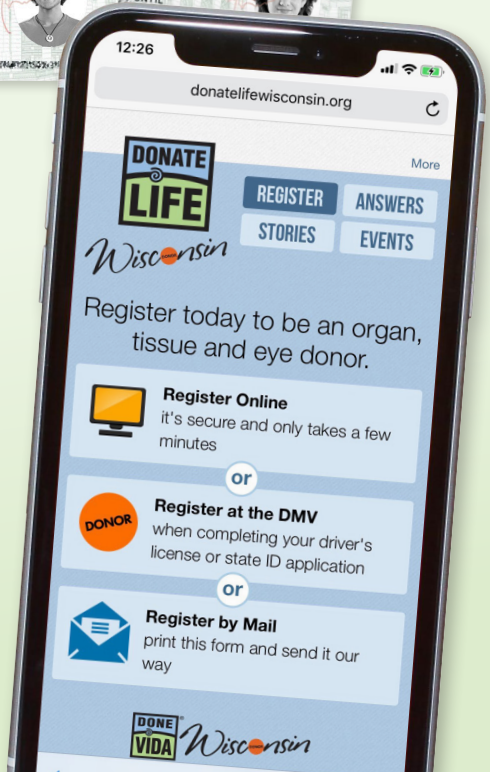 12:26
donatelifewisconsin.org
More
DONATE
LIFE
Wisconsin
REGISTER
ANSWERS
STORIES
EVENTS
Register today to be an organ,
tissue and eye donor.
Register Online
it's secure and only takes a few
minutes
or
DONOR
Register at the DMV
when completing your driver's
license or state ID application
or
Register by Mail
print this form and send it our
way
DONE
VIDA
Wisconsin